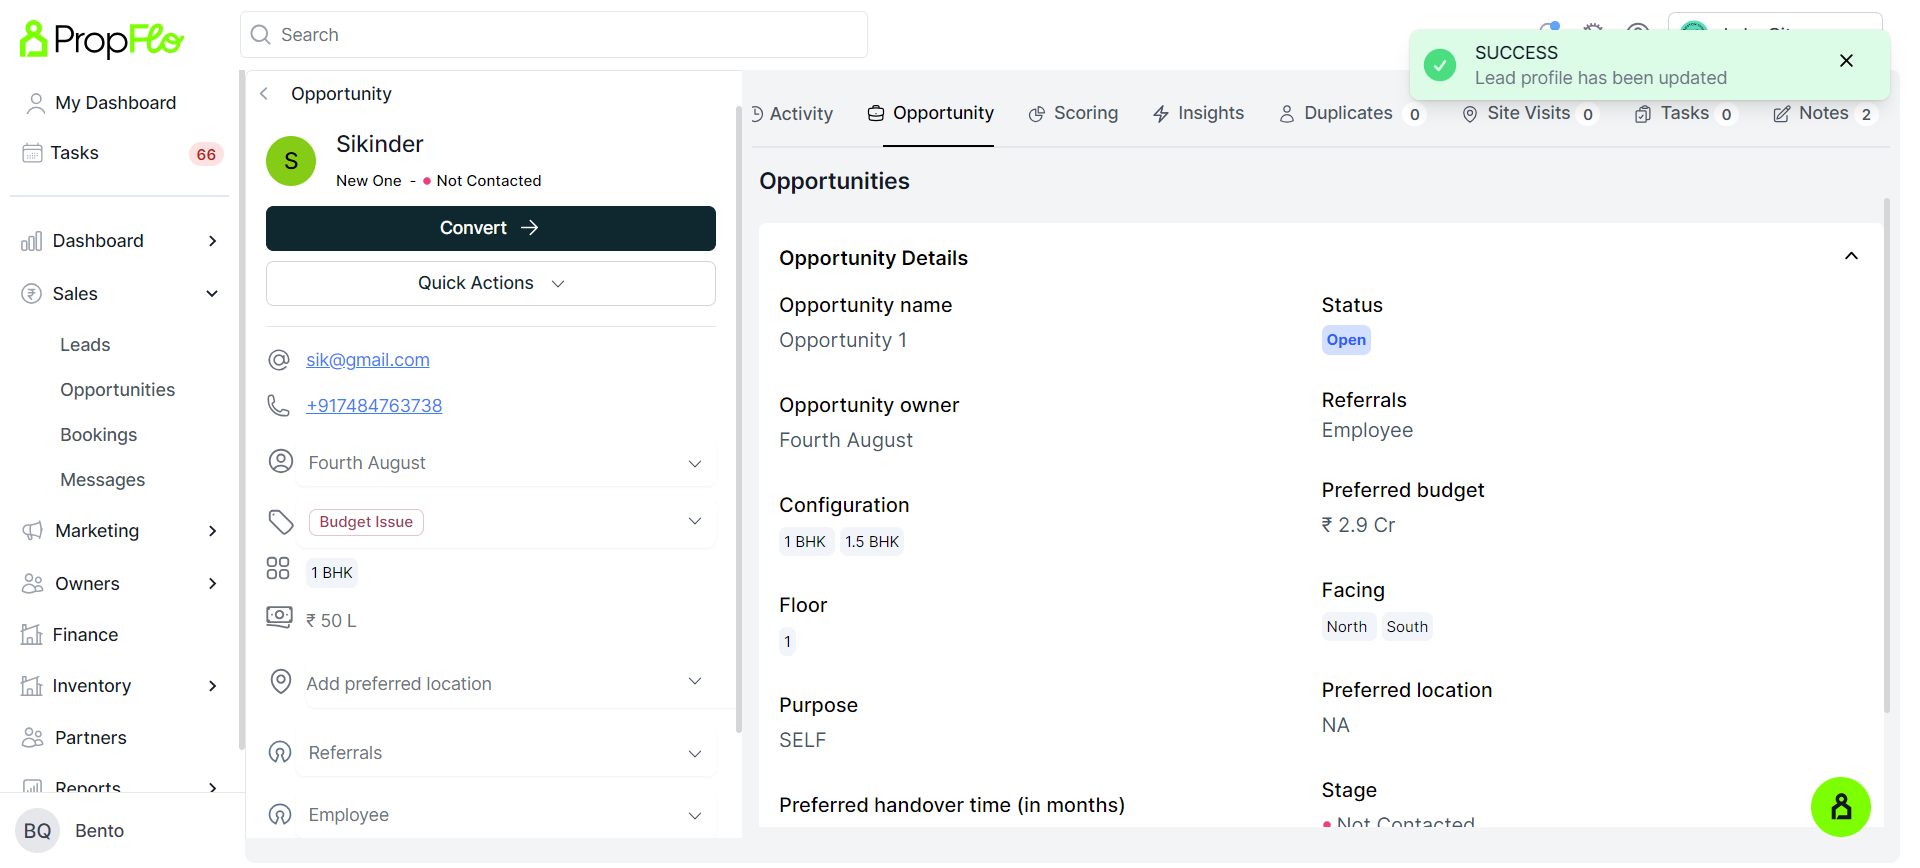 PropFlo
Search
My Dashboard
Tasks
66
Dashboard
Sales
Leads
Opportunities
Bookings
Messages
Marketing
Owners
Finance
Inventory
Partners
Reports
BQ
Bento
Opportunity
S
Sikinder
New One - Not Contacted
Convert
Quick Actions
sik@gmail.com
+917484763738
Fourth August
Budget Issue
1 BHK
₹ 50 L
Add preferred location
Referrals
Employee
SUCCESS
Lead profile has been updated
Activity
Opportunity
Scoring
Insights
Duplicates 0
Site Visits 0
Tasks 0
Notes 2
Opportunities
Opportunity Details
Opportunity name
Opportunity 1
Opportunity owner
Fourth August
Configuration
1 BHK 1.5 BHK
Floor
1
Purpose
SELF
Preferred handover time (in months)
Status
Open
Referrals
Employee
Preferred budget
₹ 2.9 Cr
Facing
North South
Preferred location
NA
Stage
Not Contacted